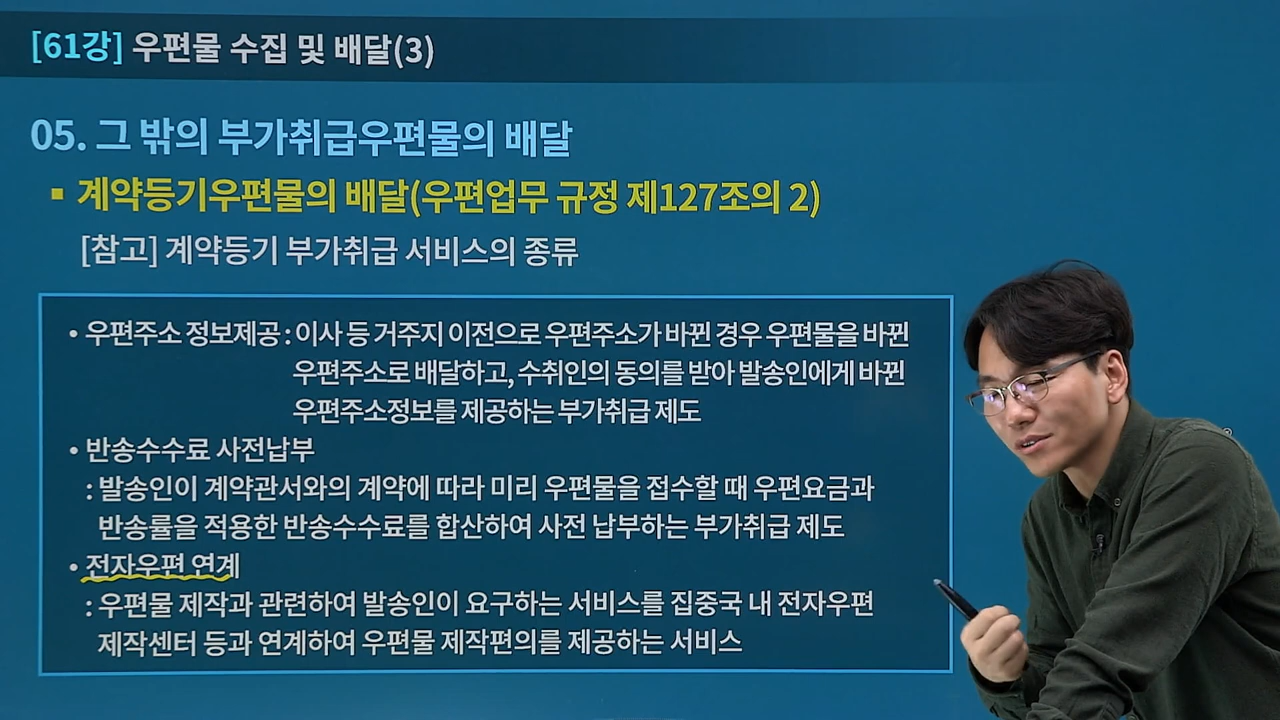 [61강] 우편물 수집 및 배달(3)
05. 그 밖의 부가취급우편물의 배달
▪ 계약등기우편물의 배달(우편업무 규정 제127조의 2)
[참고] 계약등기 부가취급 서비스의 종류
• 우편주소 정보제공 : 이사 등 거주지 이전으로 우편주소가 바뀐 경우 우편물을 바뀐
우편주소로 배달하고, 수취인의 동의를 받아 발송인에게 바뀐
우편주소정보를 제공하는 부가취급 제도
• 반송수수료 사전납부
: 발송인이 계약관서와의 계약에 따라 미리 우편물을 접수할 때 우편요금과
반송률을 적용한 반송수수료를 합산하여 사전 납부하는 부가취급 제도
• 전자우편 연계
: 우편물 제작과 관련하여 발송인이 요구하는 서비스를 집중국 내 전자우편
제작센터 등과 연계하여 우편물 제작편의를 제공하는 서비스